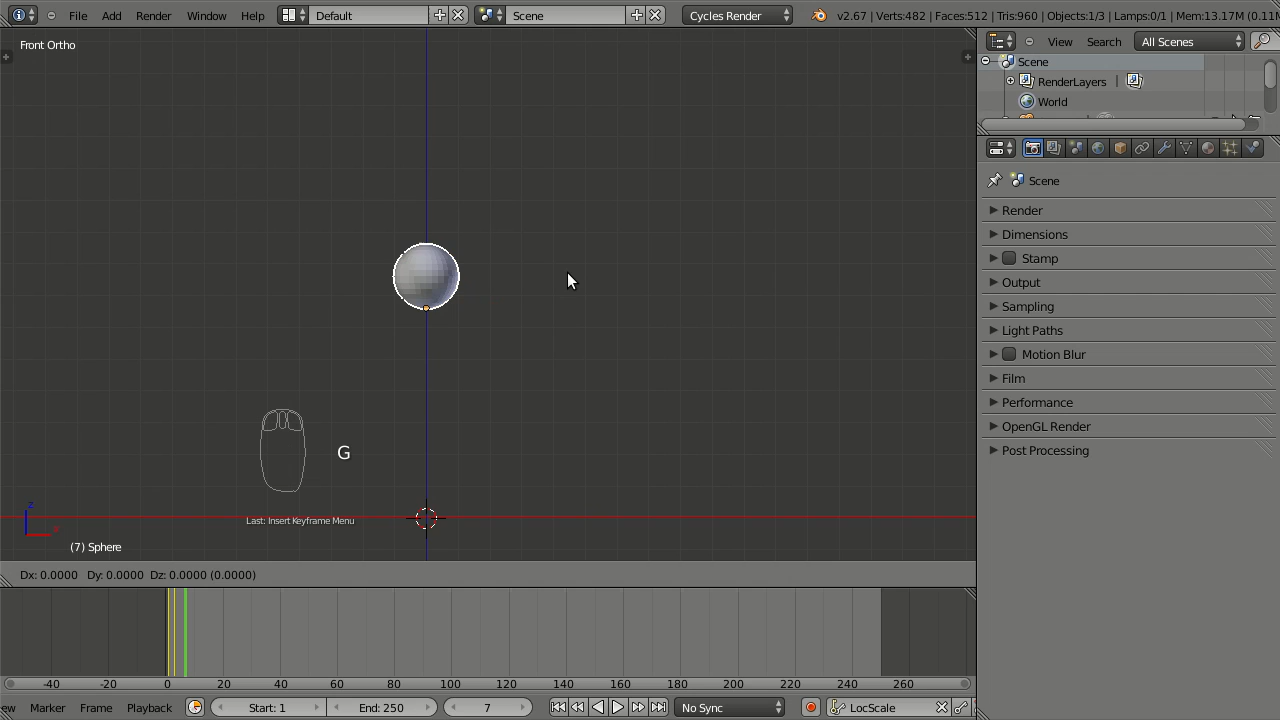 File Add Render Window Help Default Scene Cycles Render v2.67 | Verts:482 | Faces:512 | Tris:960 | Objects:1/3 | Lamps:0/1 | Mem:13.17M (0.11M
Front Ortho
View Search All Scenes
Scene
RenderLayers |
World
Scene
Render
Dimensions
Stamp
Output
Sampling
Light Paths
Motion Blur
Film
Performance
OpenGL Render
Post Processing
G
z
x
Last: Insert Keyframe Menu
(7) Sphere
Dx: 0.0000 Dy: 0.0000 Dz: 0.0000 (0.0000)
-40 -20 0 20 40 60 80 100 120 140 160 180 200 220 240 260
ew Marker Frame Playback Start: 1 End: 250 7 No Sync LocScale